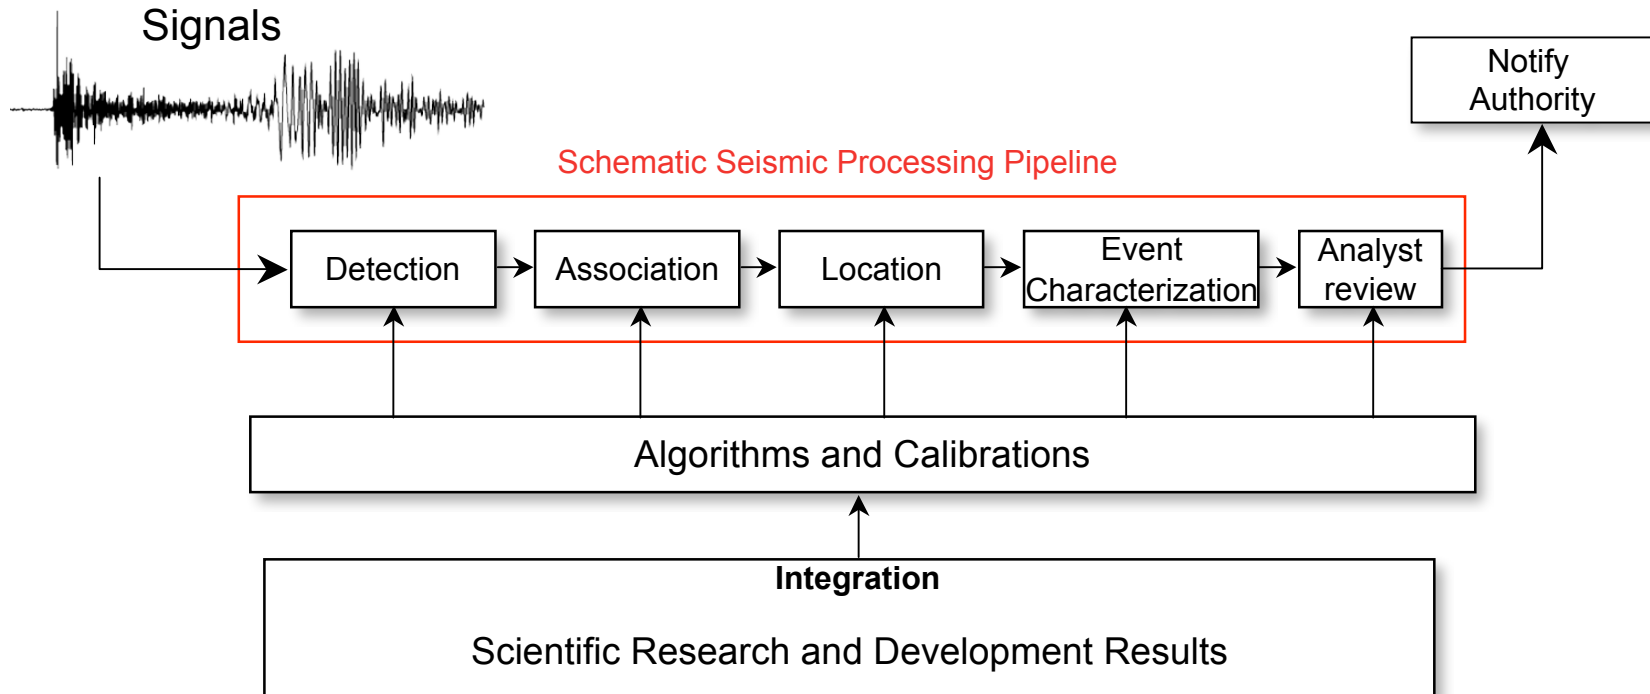 Signals
Notify
Authority
Schematic Seismic Processing Pipeline
Detection
Association
Location
Event
Characterization
Analyst
review
Algorithms and Calibrations
Integration
Scientific Research and Development Results